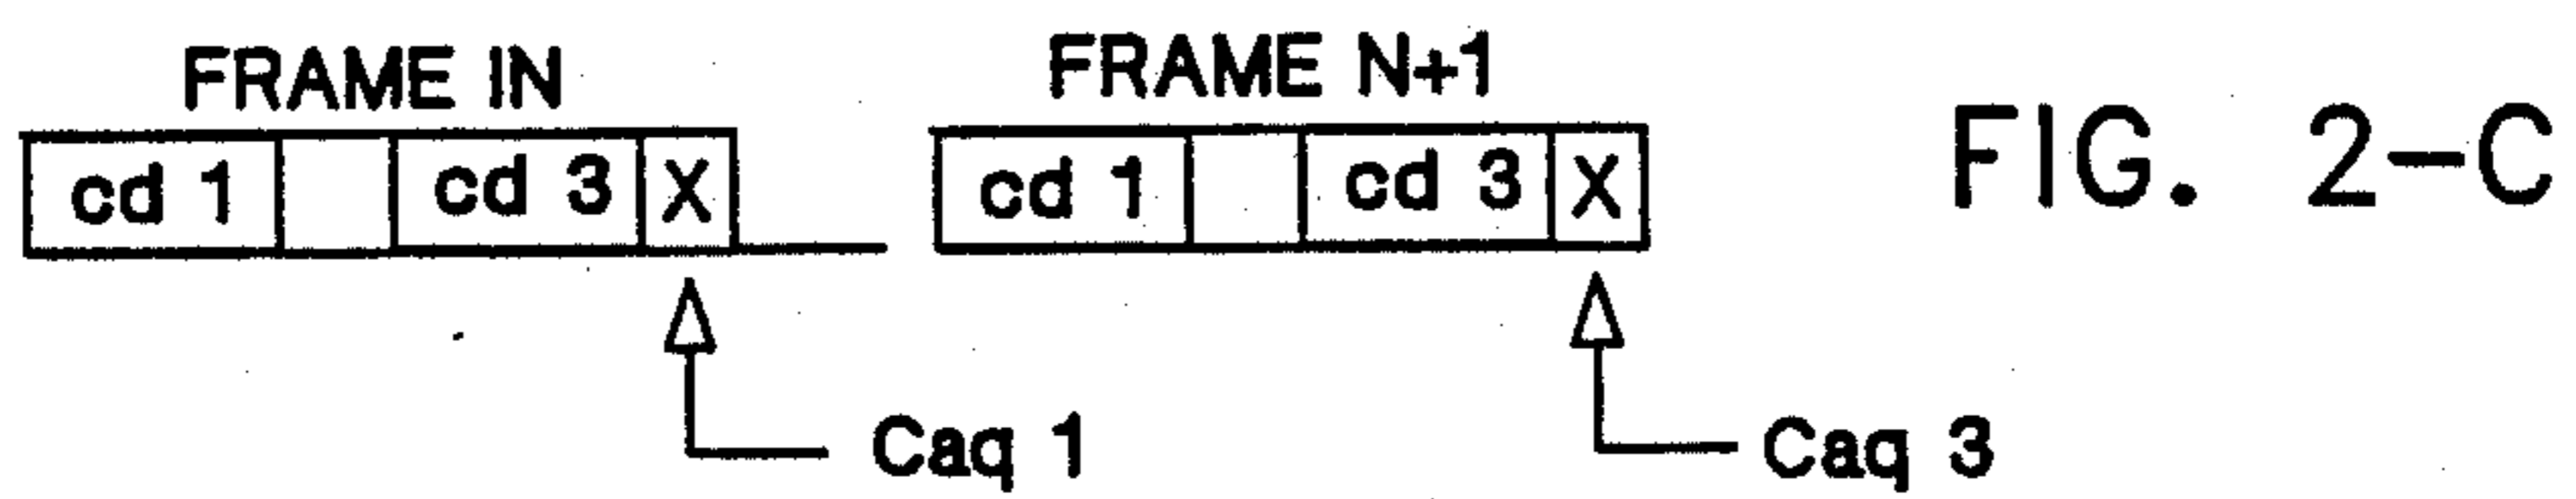 FRAME IN
FRAME N+1
cd 1
cd 3
X
cd 1
cd 3
X
FIG. 2-C
Caq 1
Caq 3